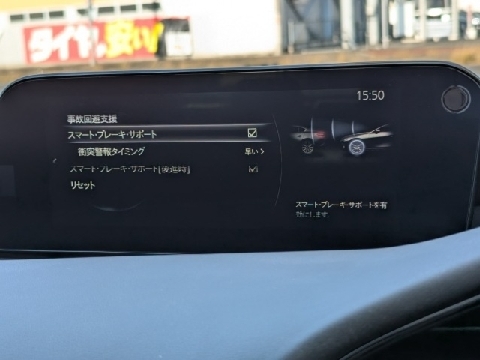 タイヤが安い
15:50
事故回避支援
スマート・ブレーキ・サポート
衝突警報タイミング 早い
スマート・ブレーキ・サポート[後進時]
リセット
スマート・ブレーキ・サポートを有
効にします